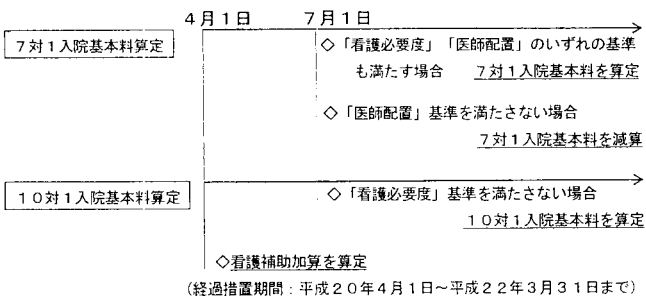 4月1日 7月1日
7対1入院基本料算定
◇「看護必要度」「医師配置」のいずれの基準
も満たす場合 7対1入院基本料を算定
◇「医師配置」基準を満たさない場合
7対1入院基本料を減算
10対1入院基本料算定
◇「看護必要度」基準を満たさない場合
10対1入院基本料を算定
◇看護補助加算を算定
(経過措置期間:平成20年4月1日~平成22年3月31日まで)